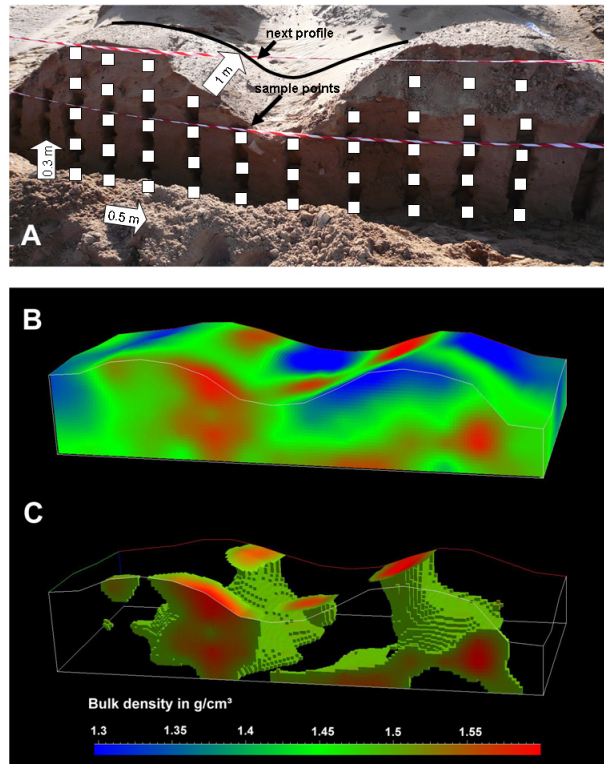 next profile
1 m
sample points
0.3 m
0.5 m
A
B
C
Bulk density in g/cm³
1.3 1.35 1.4 1.45 1.5 1.55